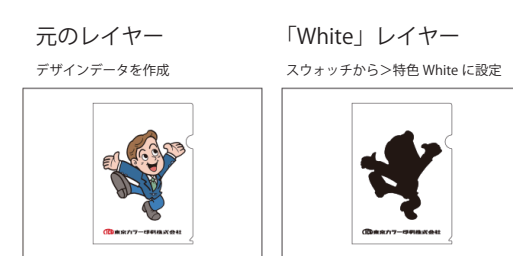 元のレイヤー
デザインデータを作成
「White」レイヤー
スウォッチから＞特色 White に設定
東京カラー印刷株式会社
東京カラー印刷株式会社